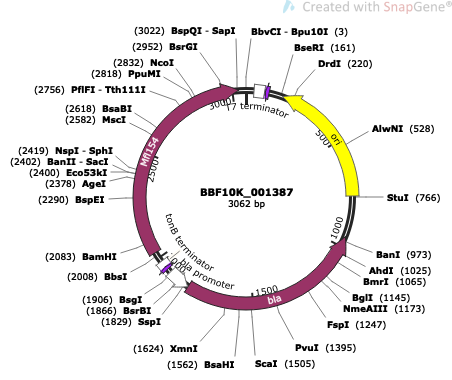 Created with SnapGene®
(3022) BspQI - SapI
BbvCI - Bpu10I (3)
(2952) BsrGI
BseRI (161)
(2832) NcoI
DrdI (220)
(2818) PpuMI
(2756) PflFI - Tth111I
(2618) BsaBI
(2582) MscI
AlwNI (528)
(2419) NspI - SphI
(2402) BanII - SacI
(2400) Eco53kI
(2378) AgeI
(2290) BspEI
StuI (766)
(2083) BamHI
BanI (973)
(2008) BbsI
AhdI (1025)
BmrI (1065)
(1906) BsgI
BglI (1145)
(1866) BsrBI
NmeAIII (1173)
(1829) SspI
FspI (1247)
(1624) XmnI
PvuI (1395)
(1562) BsaHI
ScaI (1505)
3000
T7 terminator
500
ori
Mfl154
2500
BBF10K_001387
3062 bp
1000
tonB terminator
bla promoter
1500
bla